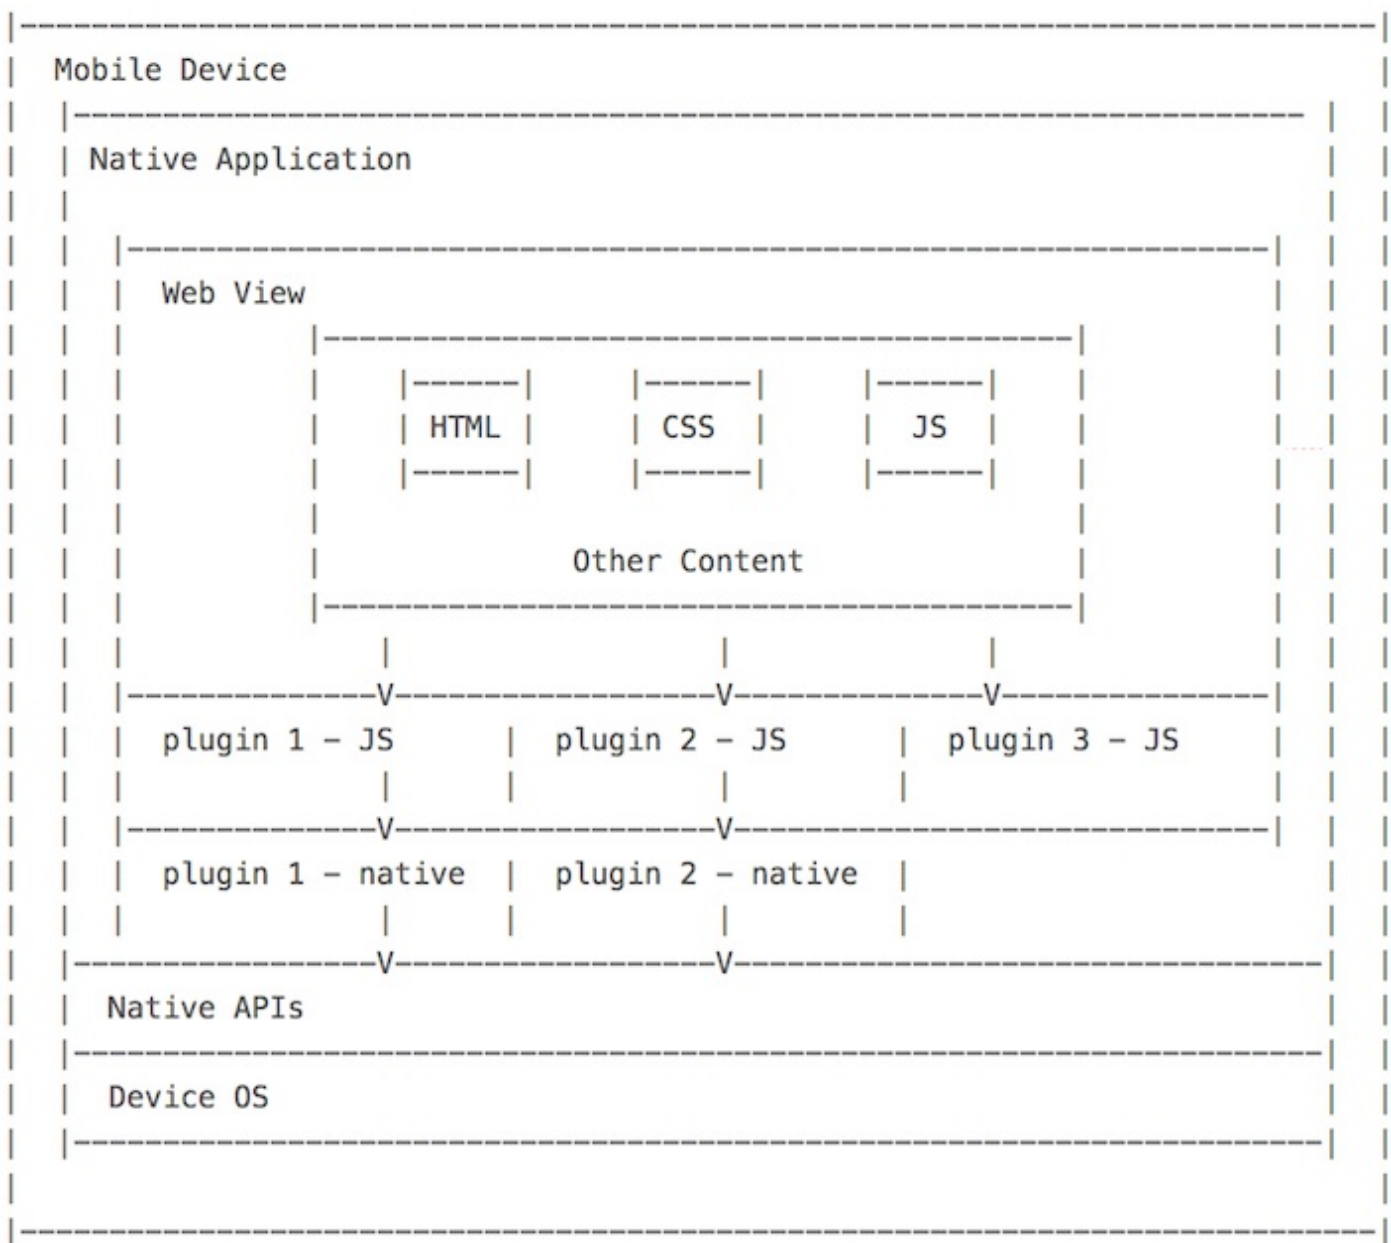 Mobile Device
Native Application
Web View
HTML CSS JS
Other Content
plugin 1 – JS plugin 2 – JS plugin 3 – JS
plugin 1 – native plugin 2 – native
Native APIs
Device OS